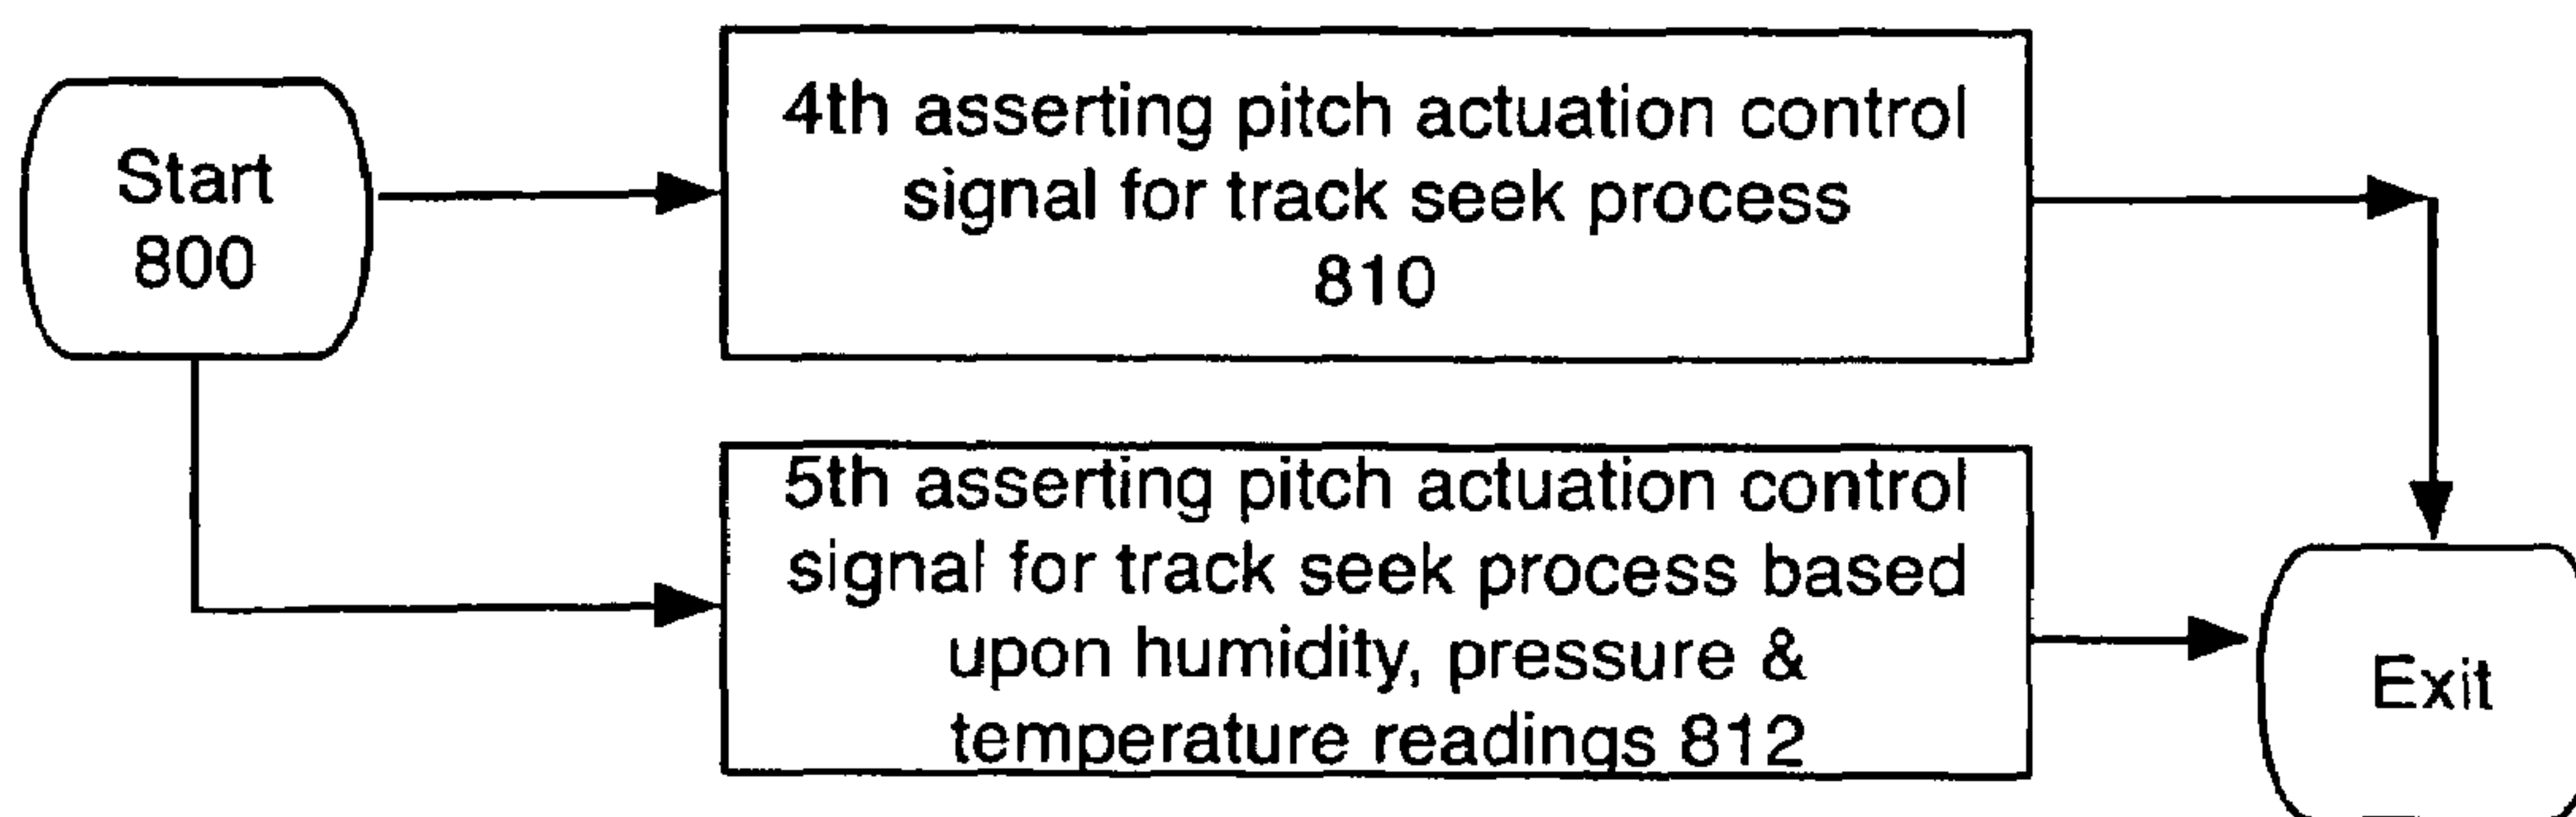 Start
800
4th asserting pitch actuation control
signal for track seek process
810
5th asserting pitch actuation control
signal for track seek process based
upon humidity, pressure &
temperature readings 812
Exit